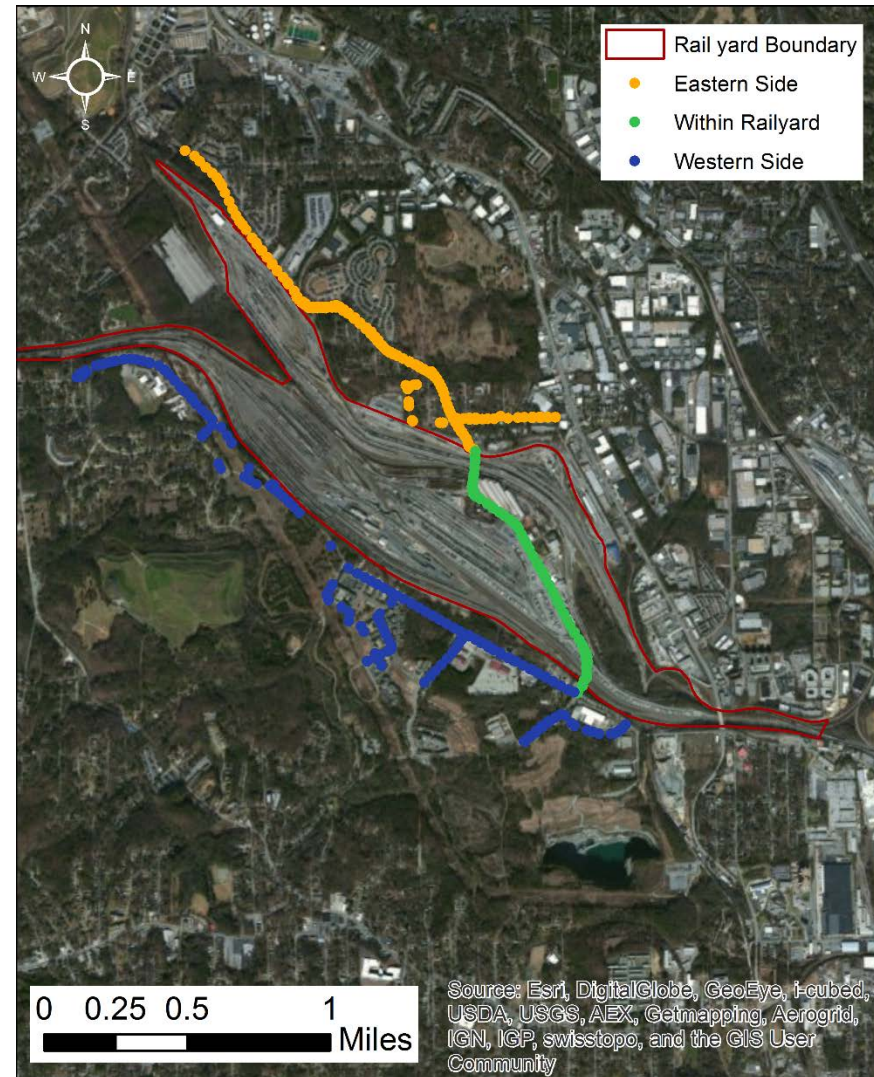 N
W E
S
Rail yard Boundary
Eastern Side
Within Railyard
Western Side
0 0.25 0.5 1
Miles
Source: Esri, DigitalGlobe, GeoEye, i-cubed,
USDA, USGS, AEX, Getmapping, Aerogrid,
IGN, IGP, swisstopo, and the GIS User
Community